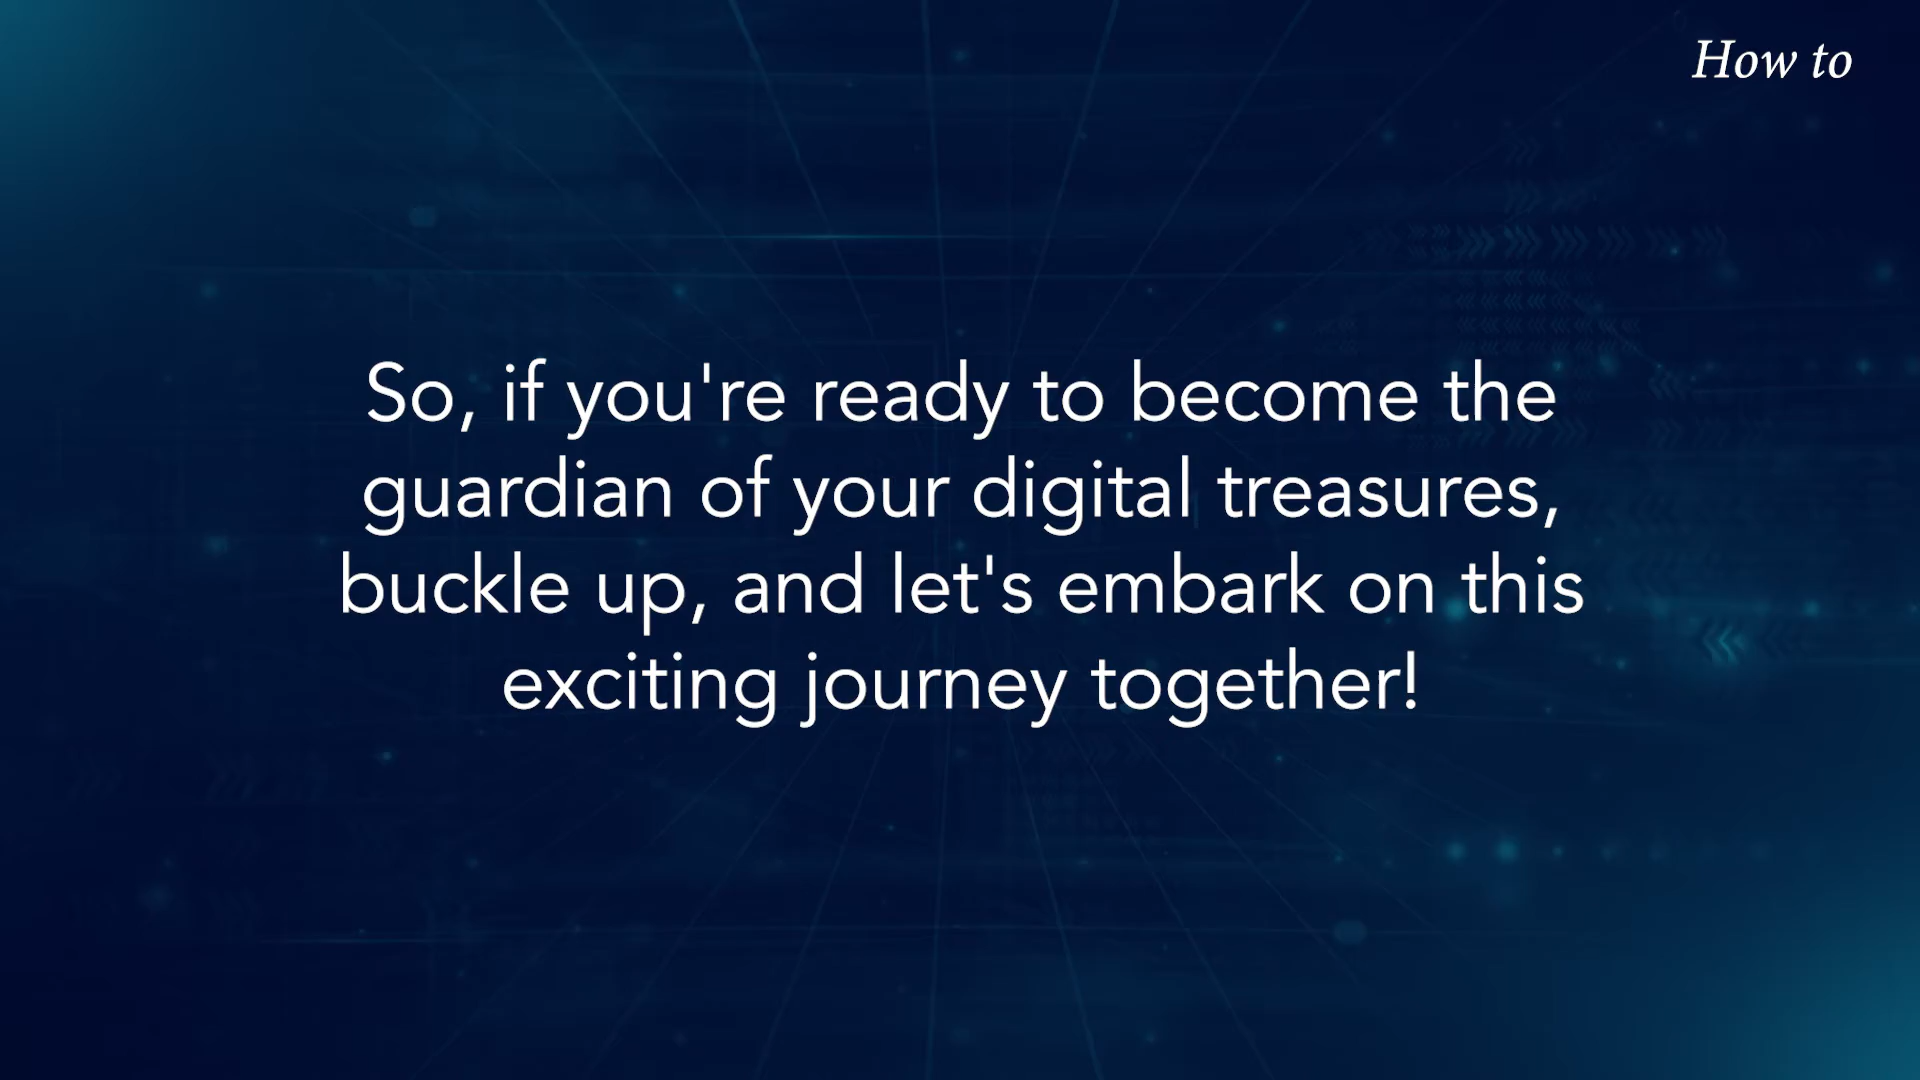 How to
So, if you're ready to become the
guardian of your digital treasures,
buckle up, and let's embark on this
exciting journey together!